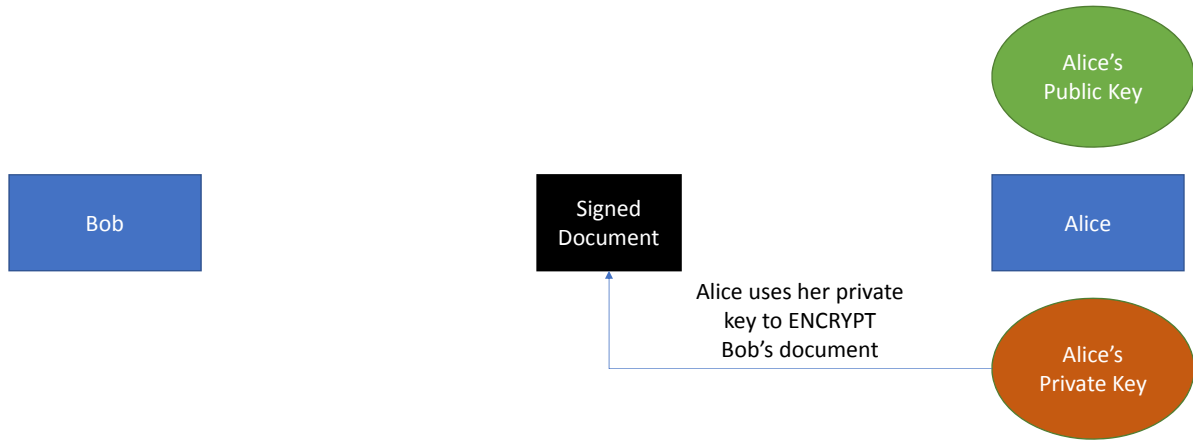 Alice’s
Public Key
Bob
Signed
Document
Alice
Alice uses her private
key to ENCRYPT
Bob’s document
Alice’s
Private Key